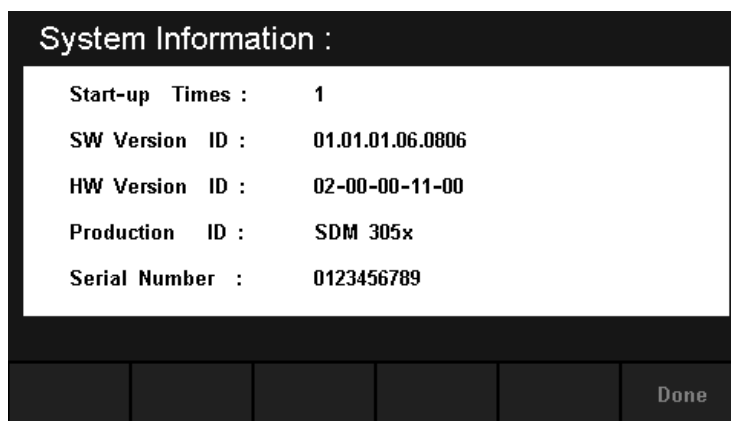 System Information :
Start-up Times : 1
SW Version ID : 01.01.01.06.0806
HW Version ID : 02-00-00-11-00
Production ID : SDM 305x
Serial Number : 0123456789
Done